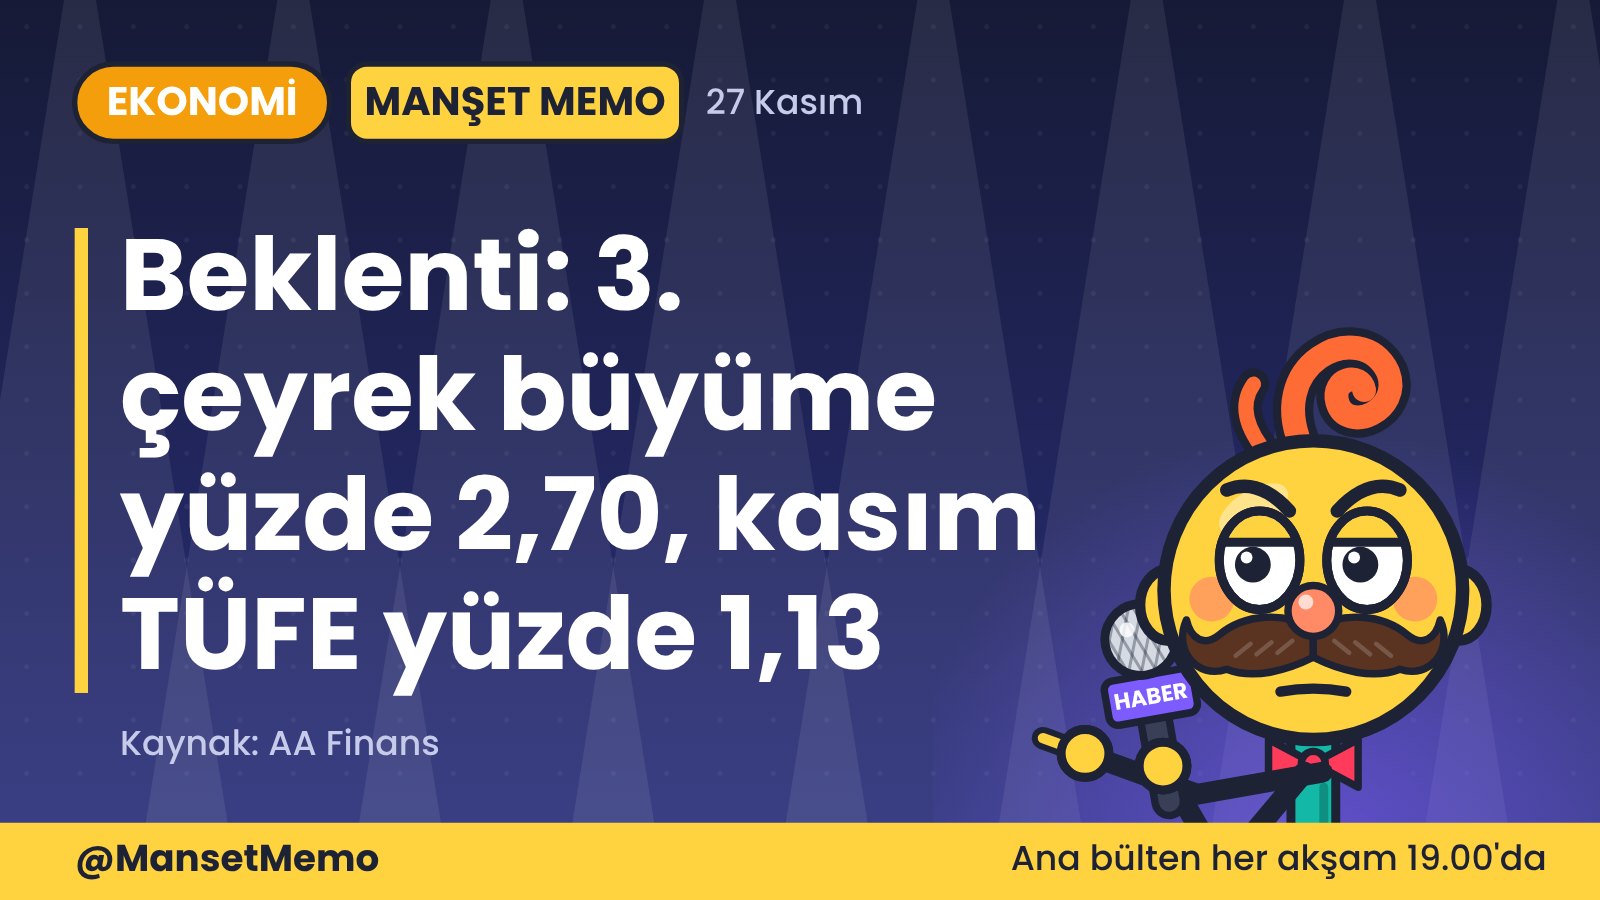 EKONOMİ
MANŞET MEMO
27 Kasım
Beklenti: 3.
çeyrek büyüme
yüzde 2,70, kasım
TÜFE yüzde 1,13
Kaynak: AA Finans
HABER
@MansetMemo
Ana bülten her akşam 19.00'da